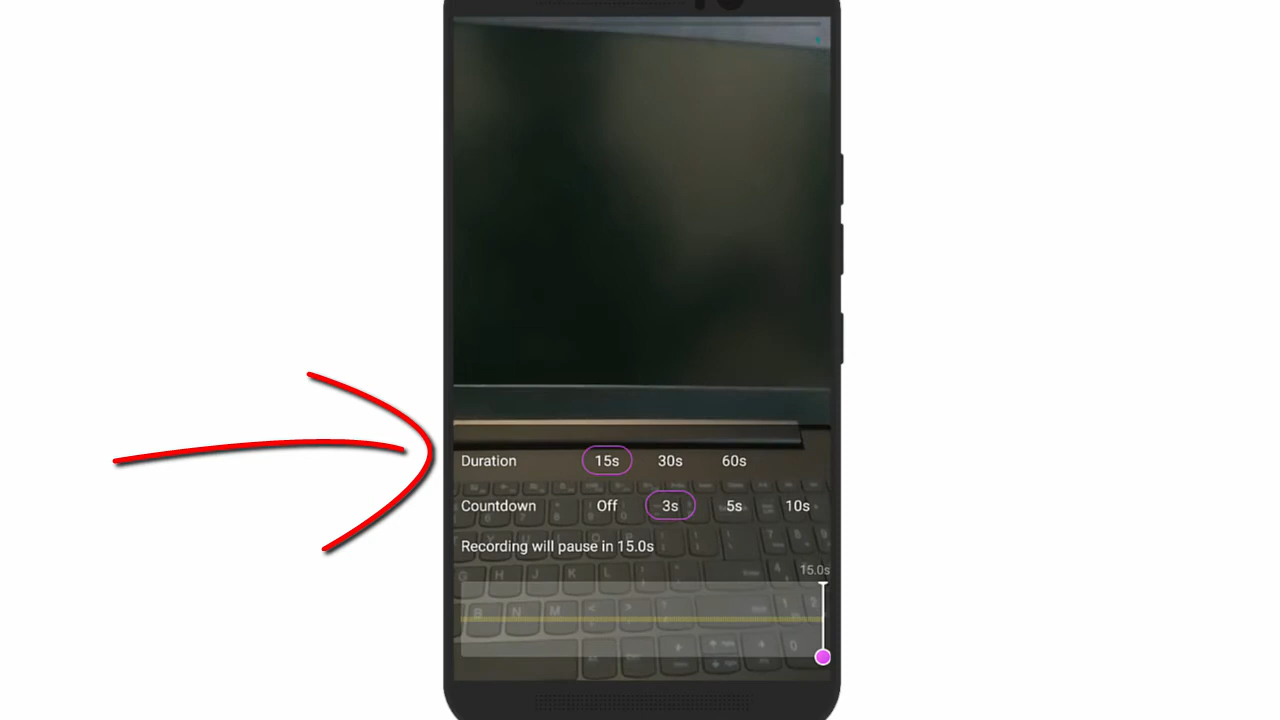 Duration 15s 30s 60s
Countdown Off 3s 5s 10s
Recording will pause in 15.0s
15.0s
G H J K L
B N M